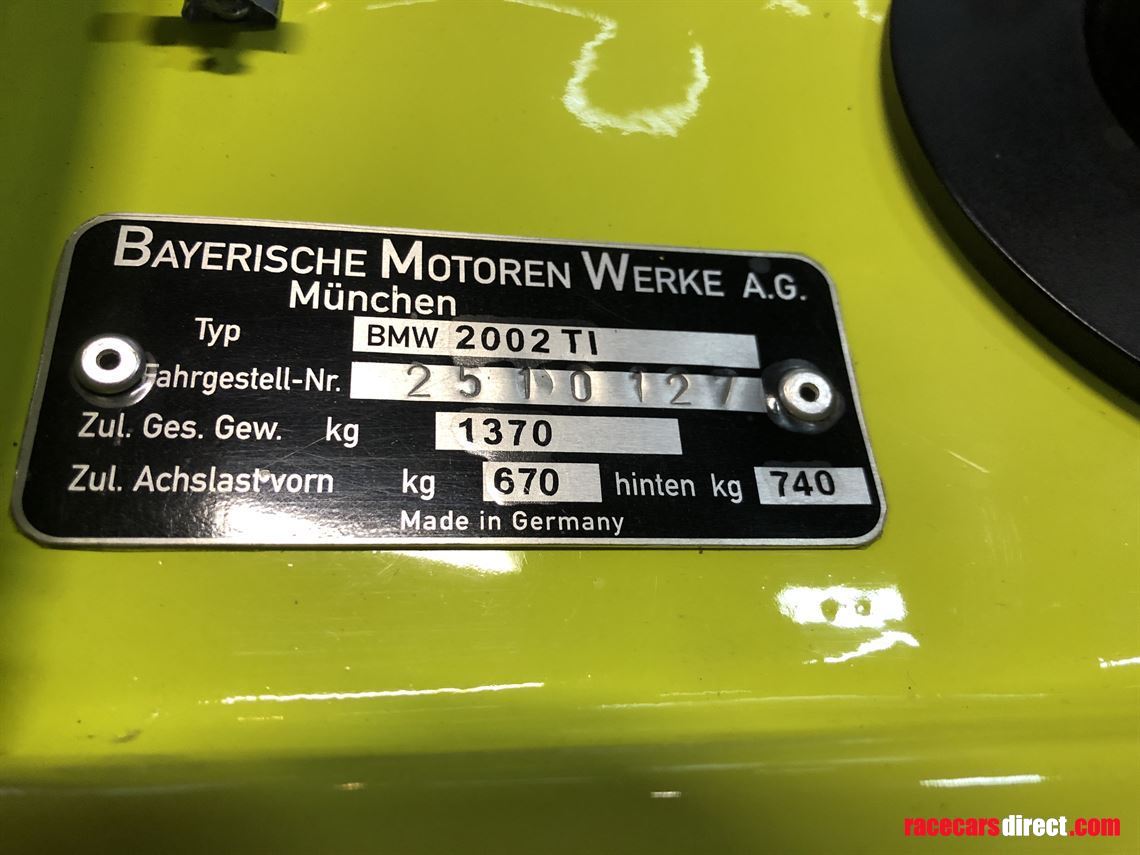 BAYERISCHE MOTOREN WERKE A.G.
München
Typ BMW 2002 TI
Fahrgestell-Nr. 2510127
Zul. Ges. Gew. kg 1370
Zul. Achslast vorn kg 670 hinten kg 740
Made in Germany
racecarsdirect.com